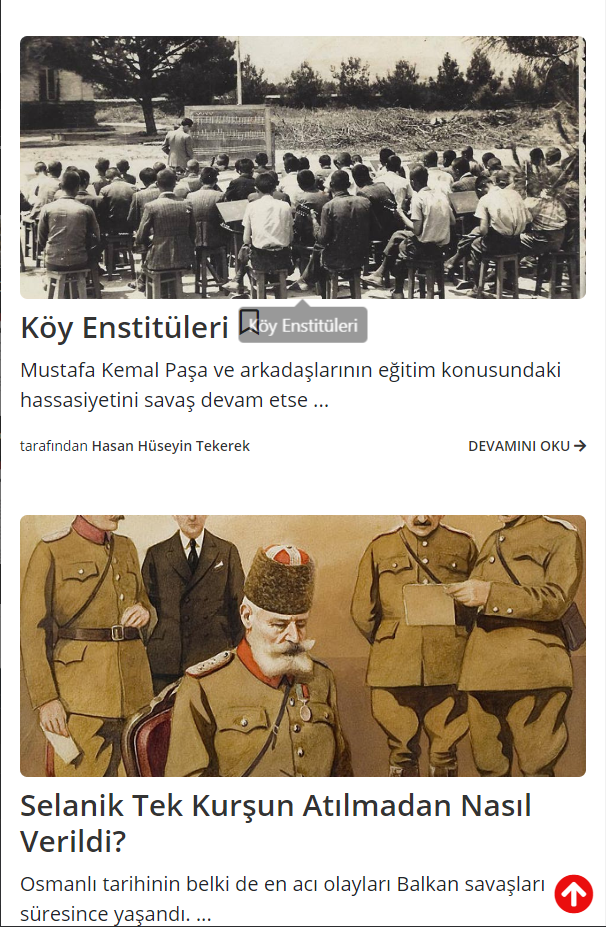 Köy Enstitüleri
Köy Enstitüleri
Mustafa Kemal Paşa ve arkadaşlarının eğitim konusundaki
hassasiyetini savaş devam etse ...
tarafından Hasan Hüseyin Tekerek
DEVAMINI OKU
Selanik Tek Kurşun Atılmadan Nasıl
Verildi?
Osmanlı tarihinin belki de en acı olayları Balkan savaşları
süresince yaşandı. ...